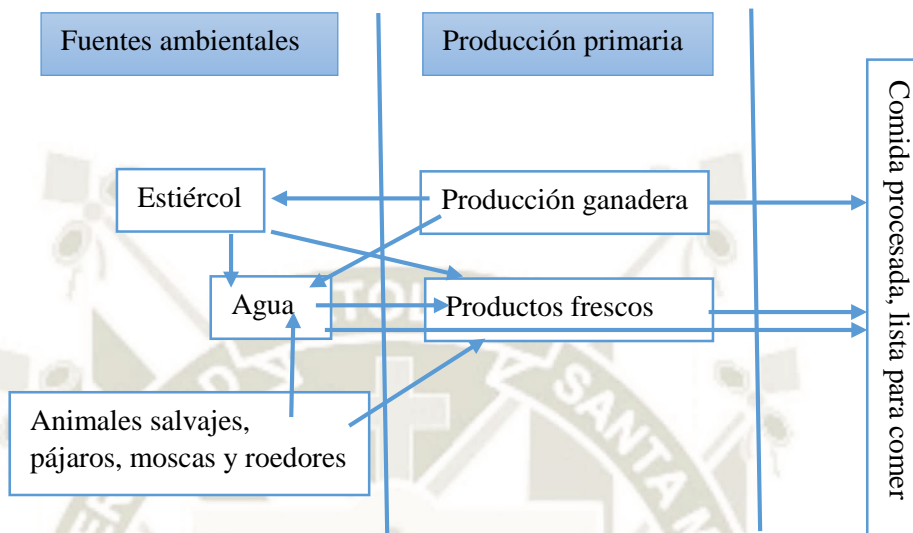 Fuentes ambientales
Producción primaria
Estiércol
Producción ganadera
Agua
Productos frescos
Animales salvajes,
pájaros, moscas y roedores
Comida procesada, lista para comer
SANTA